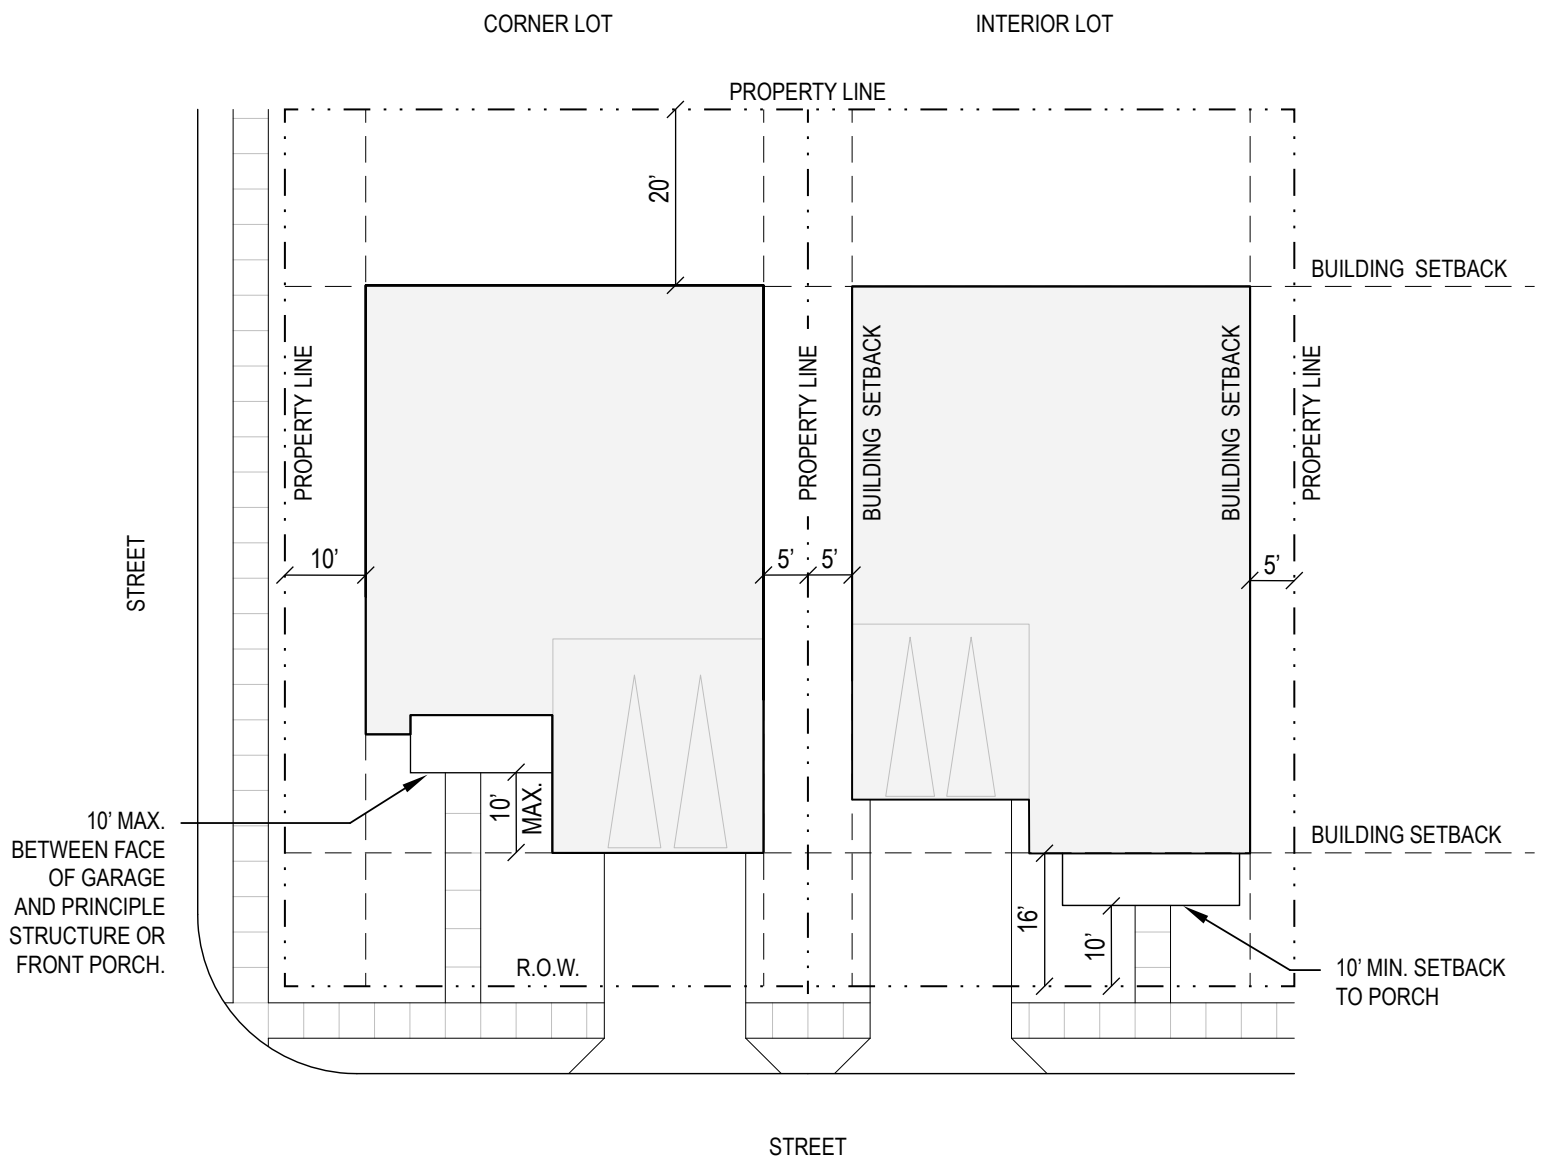 CORNER LOT
INTERIOR LOT
PROPERTY LINE
20’
BUILDING SETBACK
PROPERTY LINE
PROPERTY LINE
BUILDING SETBACK
BUILDING SETBACK
PROPERTY LINE
STREET
10'
5'
5'
5'
10’ MAX.
BETWEEN FACE
OF GARAGE
AND PRINCIPLE
STRUCTURE OR
FRONT PORCH.
10’
MAX.
BUILDING SETBACK
16’
10’
R.O.W.
10’ MIN. SETBACK
TO PORCH
STREET